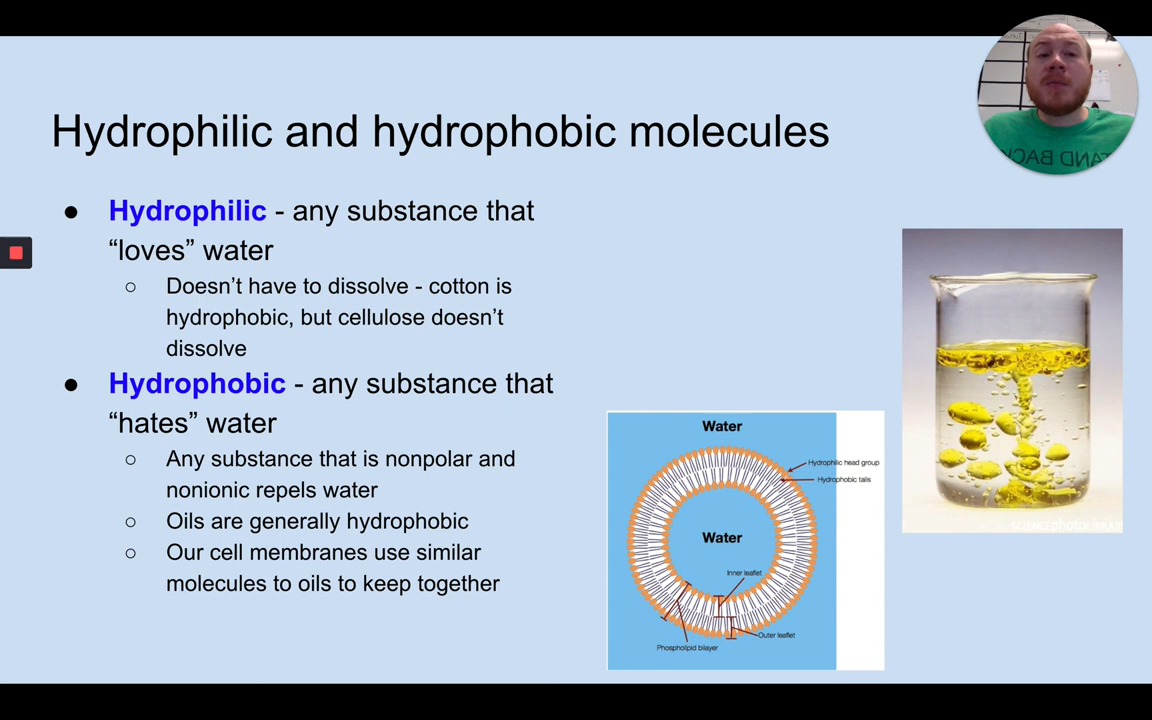 Hydrophilic and hydrophobic molecules
● Hydrophilic - any substance that
“loves” water
○ Doesn’t have to dissolve - cotton is
hydrophobic, but cellulose doesn’t
dissolve
● Hydrophobic - any substance that
“hates” water
○ Any substance that is nonpolar and
nonionic repels water
○ Oils are generally hydrophobic
○ Our cell membranes use similar
molecules to oils to keep together
Water
Hydrophilic head group
Hydrophobic tails
Water
Inner leaflet
Outer leaflet
Phospholipid bilayer